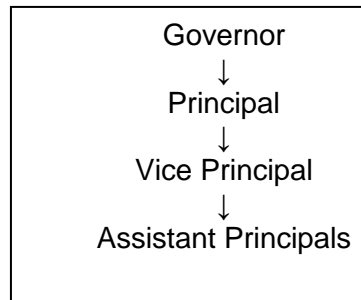 Governor
↓
Principal
↓
Vice Principal
↓
Assistant Principals